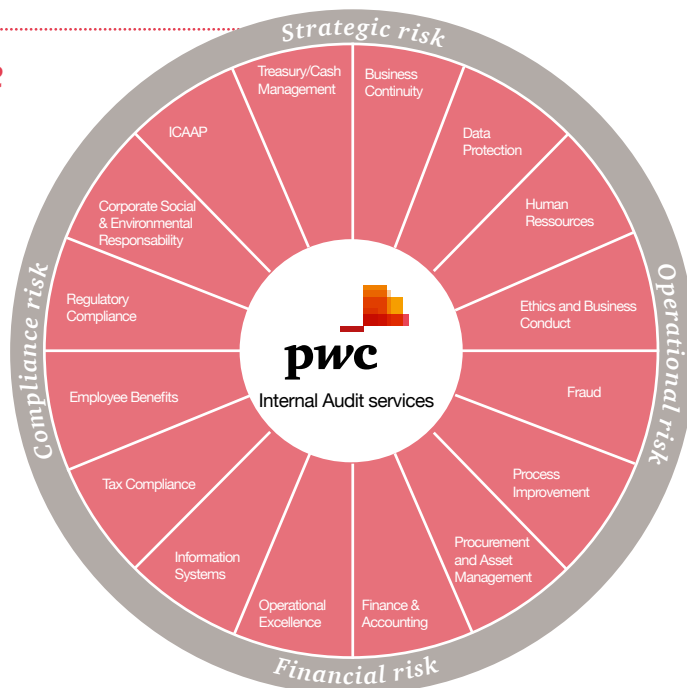 Strategic risk
Treasury/Cash
Management
Business
Continuity
ICAAP
Data
Protection
Corporate Social
& Environmental
Responsability
Human
Ressources
Regulatory
Compliance
Ethics and Business
Conduct
Compliance risk
Operational risk
pwc
Internal Audit services
Employee Benefits
Fraud
Tax Compliance
Process
Improvement
Information
Systems
Procurement
and Asset
Management
Operational
Excellence
Finance &
Accounting
Financial risk